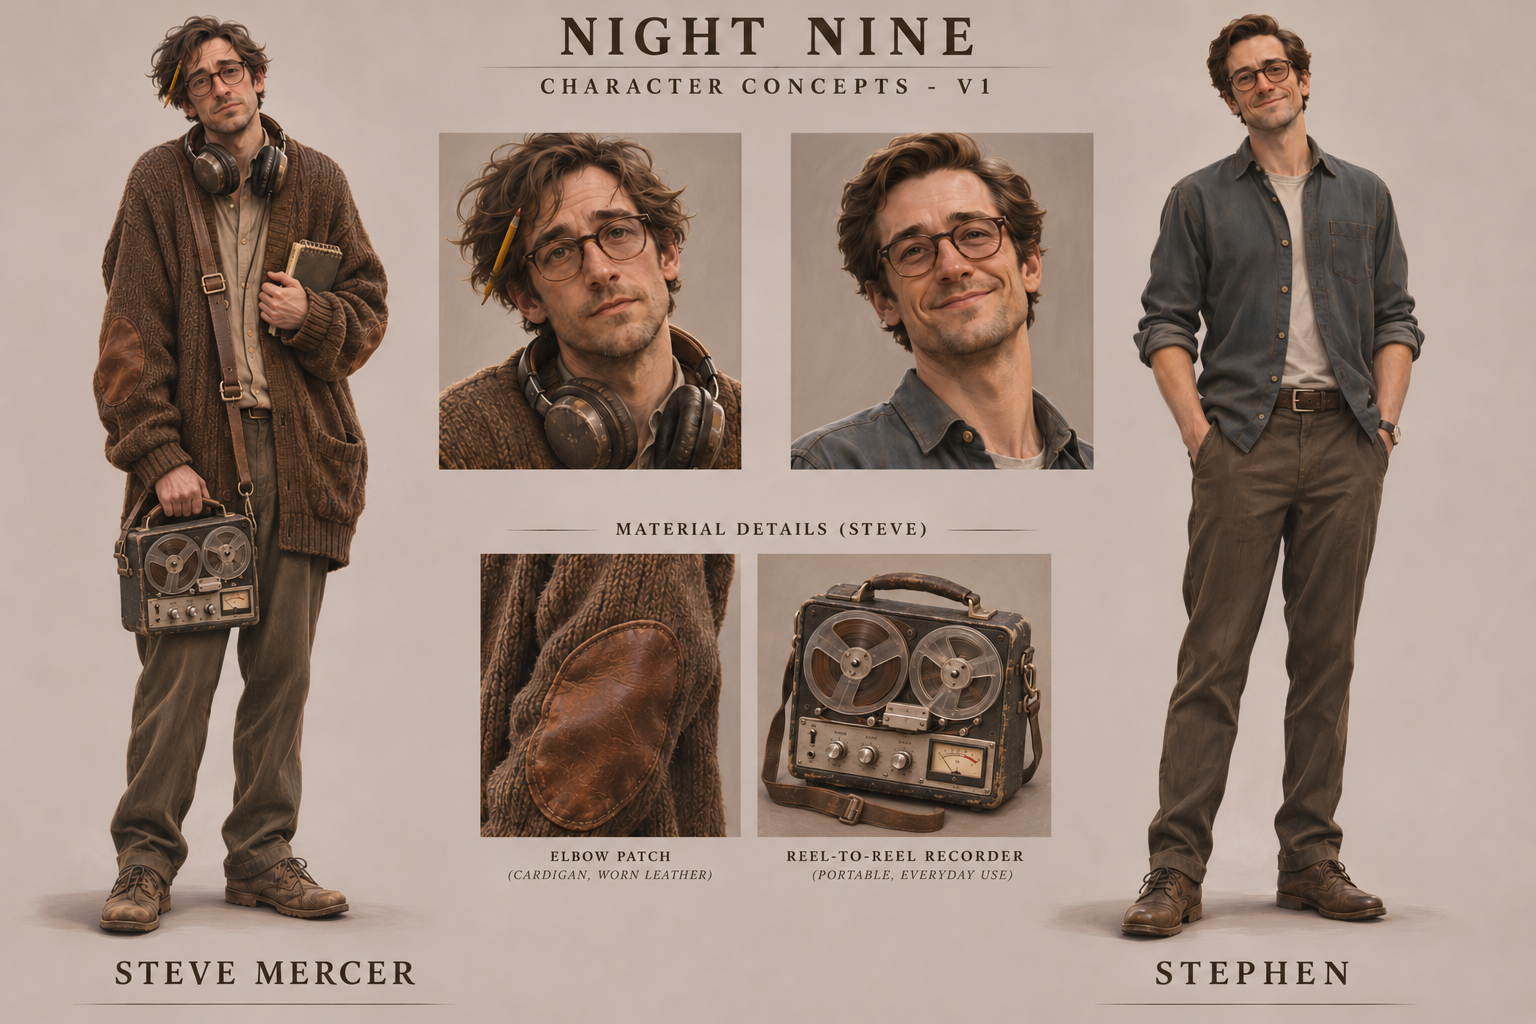 NIGHT NINE
CHARACTER CONCEPTS - V1
MATERIAL DETAILS (STEVE)
ELBOW PATCH
(CARDIGAN, WORN LEATHER)
REEL-TO-REEL RECORDER
(PORTABLE, EVERYDAY USE)
STEVE MERCER
STEPHEN